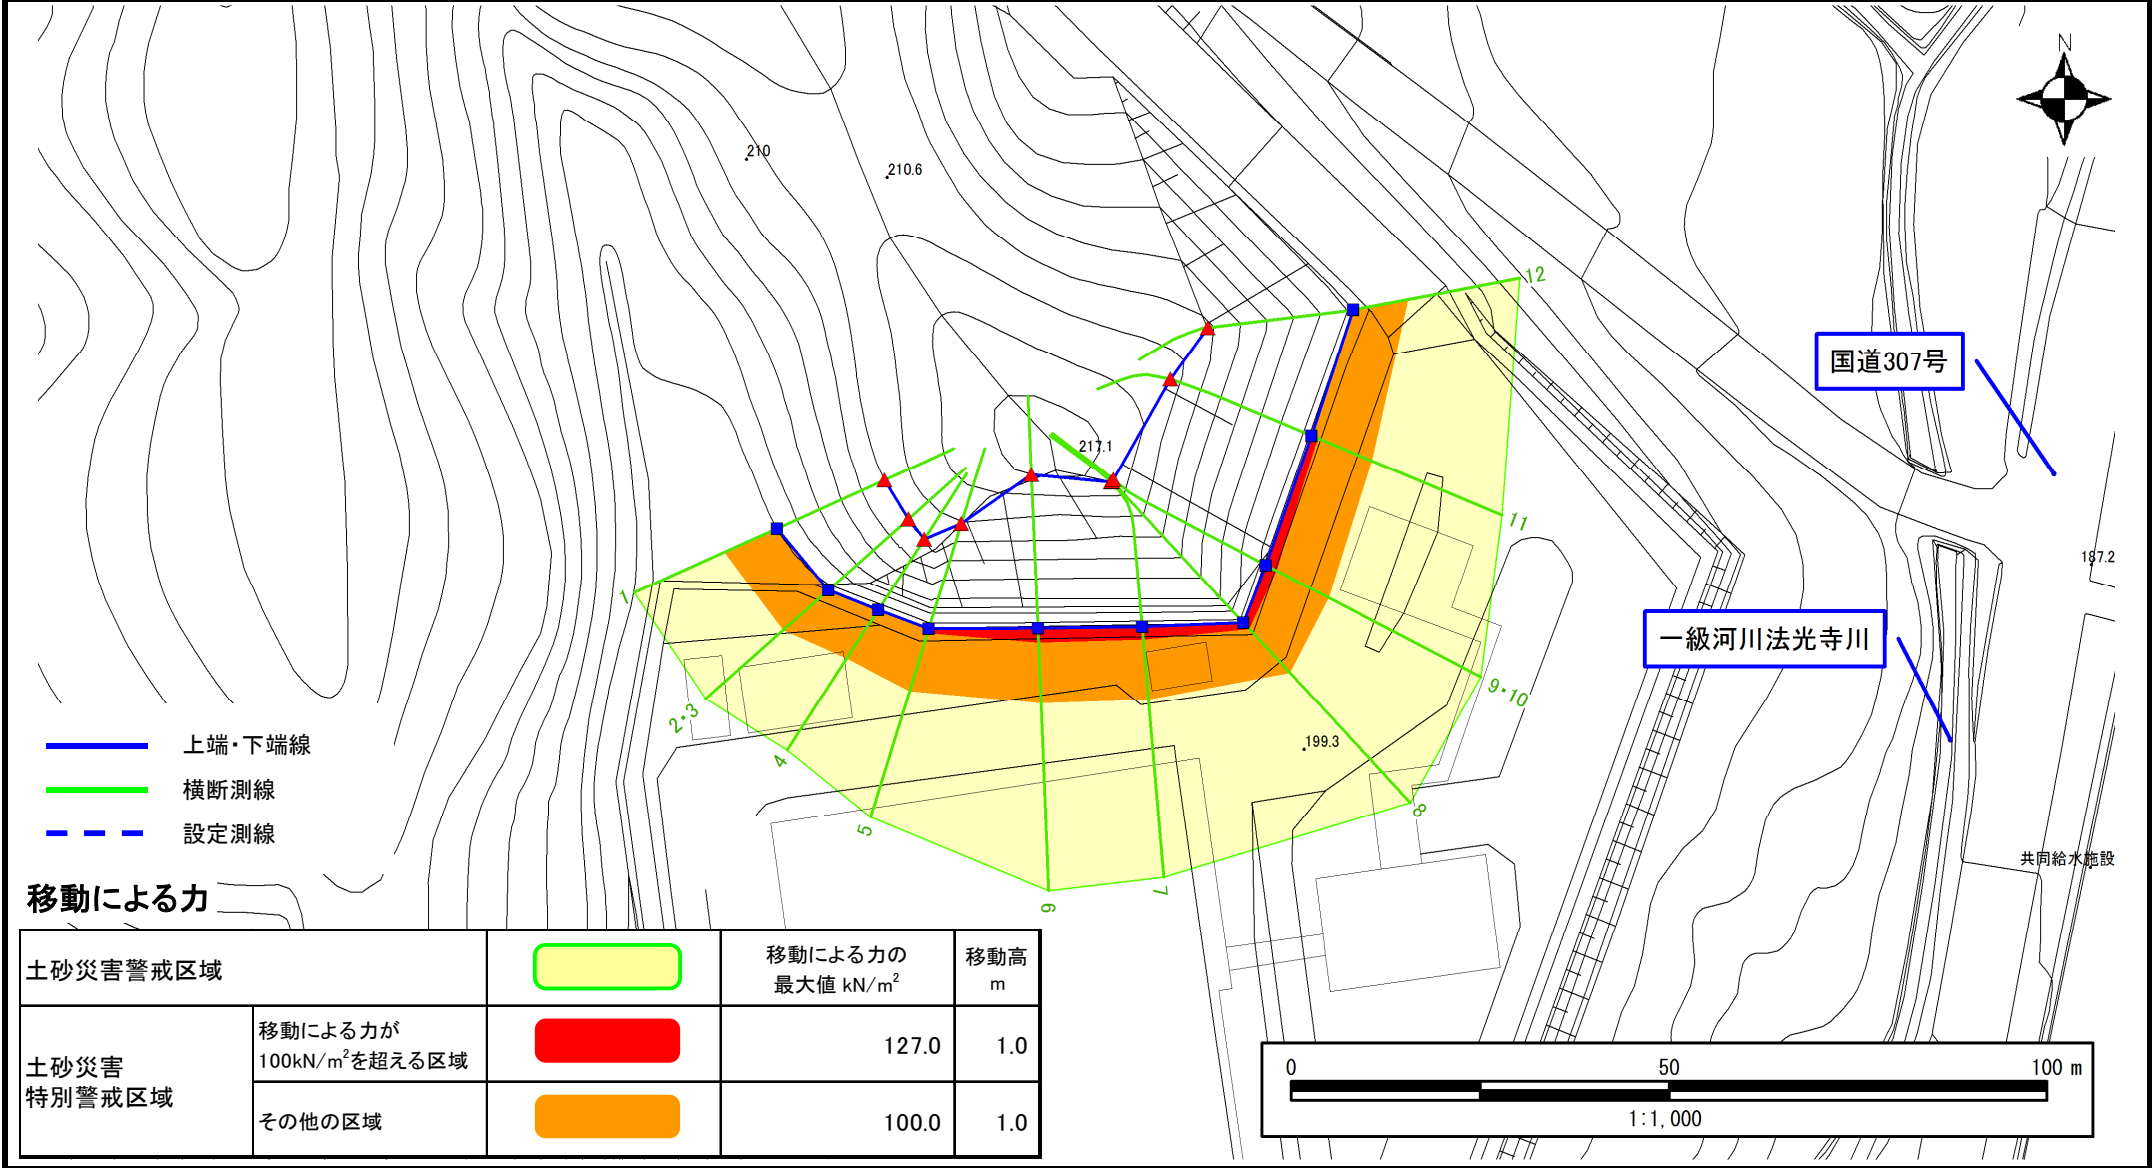 N
210
210.6
12
国道307号
217.1
11
187.2
1
一級河川法光寺川
9・10
2・3
199.3
4
上端・下端線
横断測線
設定測線
5
8
共同給水施設
7
6
移動による力
土砂災害警戒区域
移動による力の
最大値 kN/m²
移動高
m
土砂災害
特別警戒区域
移動による力が
100kN/m²を超える区域
127.0
1.0
その他の区域
100.0
1.0
0 50 100 m
1:1,000